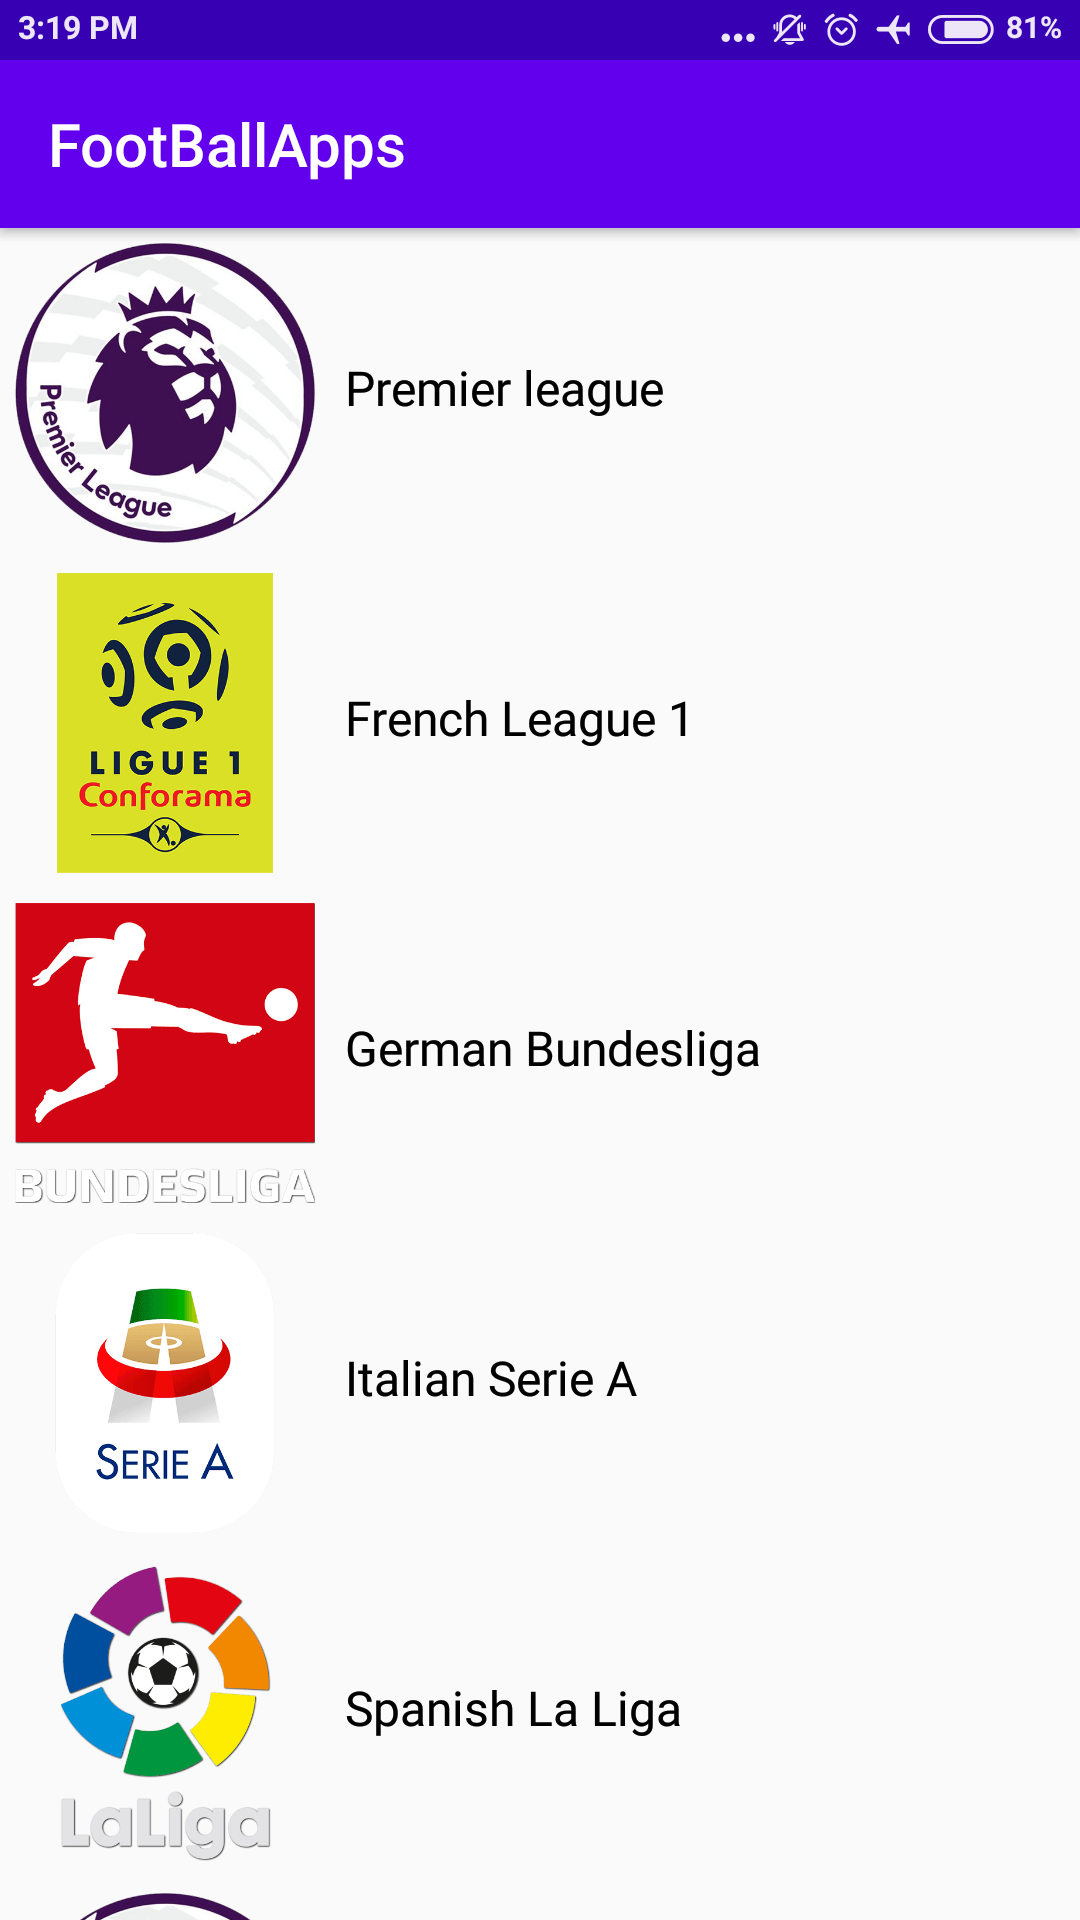 3:19 PM
81%
FootBallApps
Premier League
Premier league
LIGUE 1
Conforama
French League 1
German Bundesliga
BUNDESLIGA
Italian Serie A
SERIE A
Spanish La Liga
LaLiga